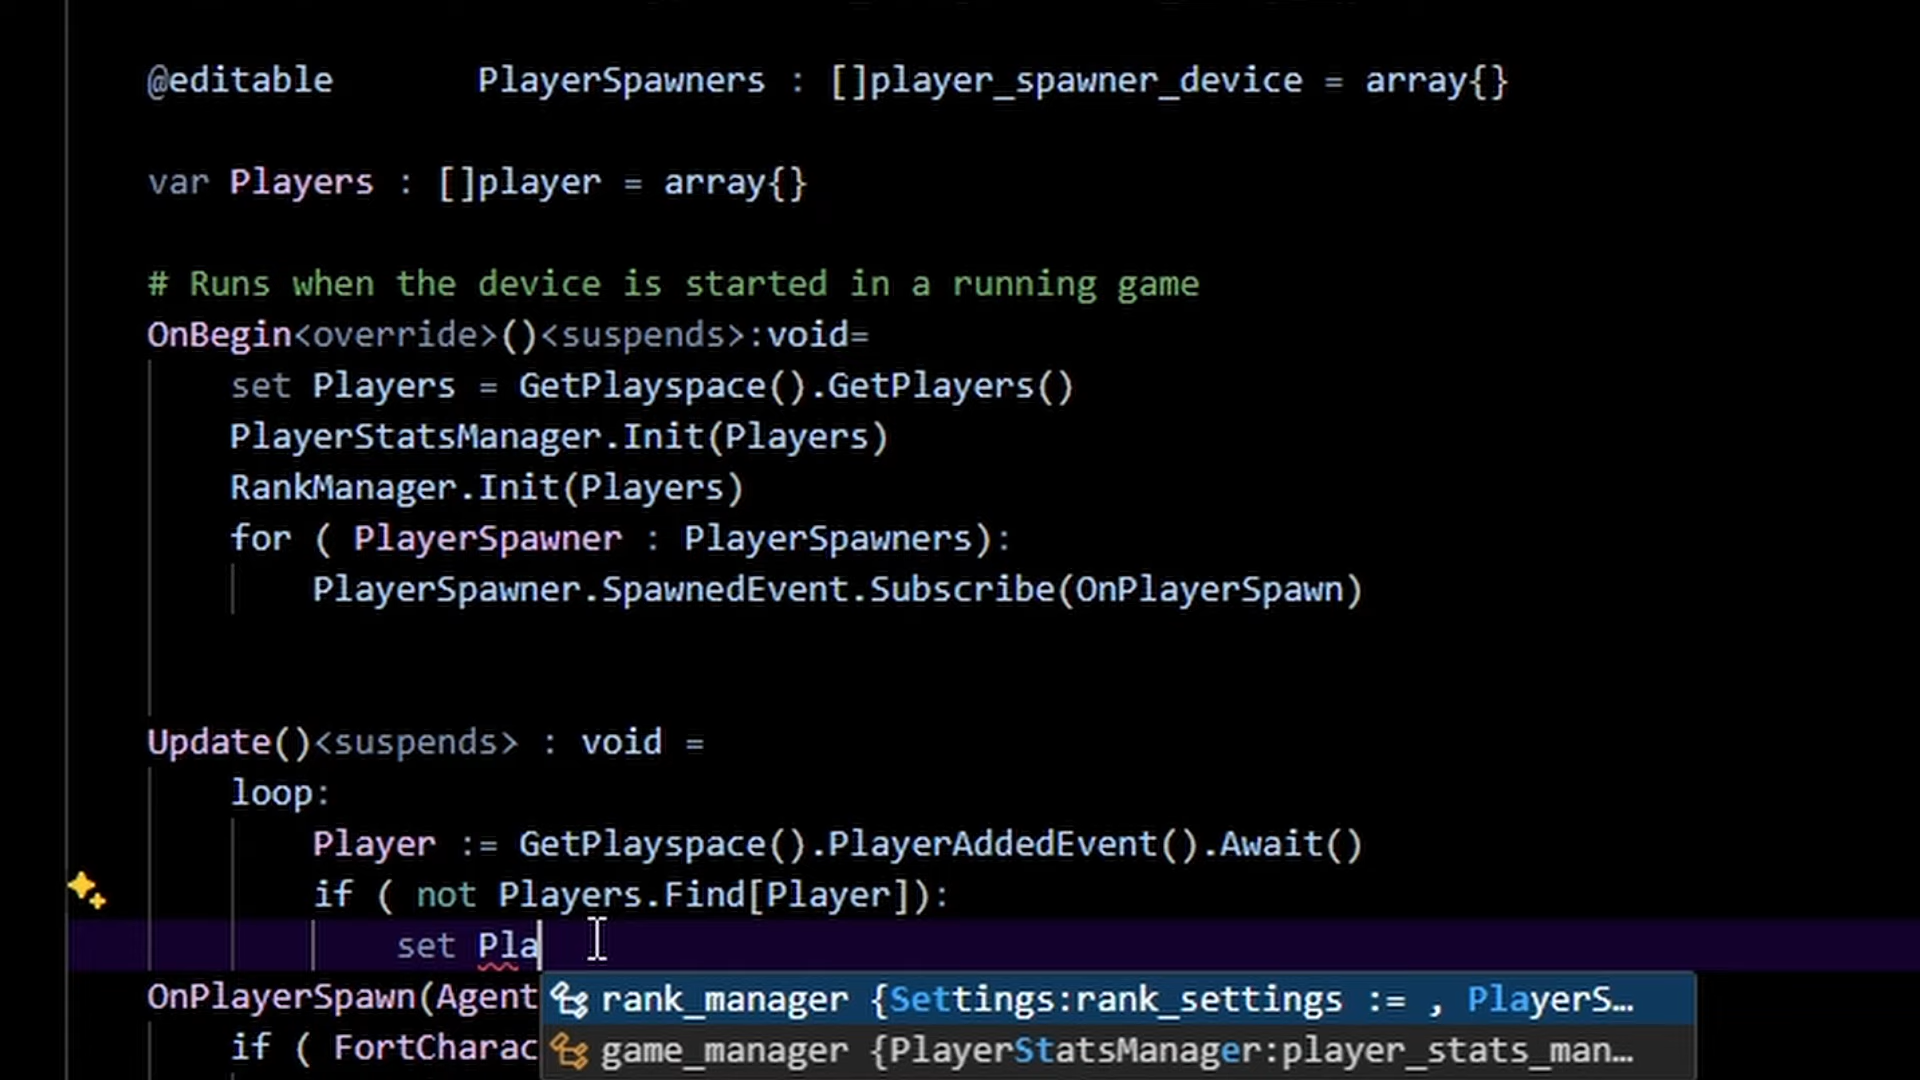 @editable PlayerSpawners : []player_spawner_device = array{}
var Players : []player = array{}
# Runs when the device is started in a running game
OnBegin<override>()<suspends>:void=
set Players = GetPlayspace().GetPlayers()
PlayerStatsManager.Init(Players)
RankManager.Init(Players)
for ( PlayerSpawner : PlayerSpawners):
PlayerSpawner.SpawnedEvent.Subscribe(OnPlayerSpawn)
Update()<suspends> : void =
loop:
Player := GetPlayspace().PlayerAddedEvent().Await()
if ( not Players.Find[Player]):
set Pla
OnPlayerSpawn(Agent
rank_manager {Settings:rank_settings := , PlayerS…
if ( FortCharac
game_manager {PlayerStatsManager:player_stats_man…